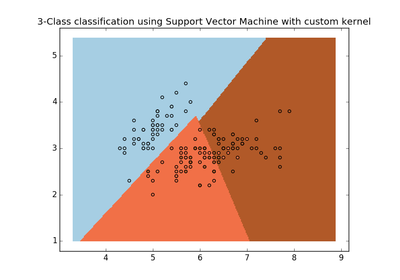 3-Class classification using Support Vector Machine with custom kernel
5
4
3
2
1
4 5 6 7 8 9